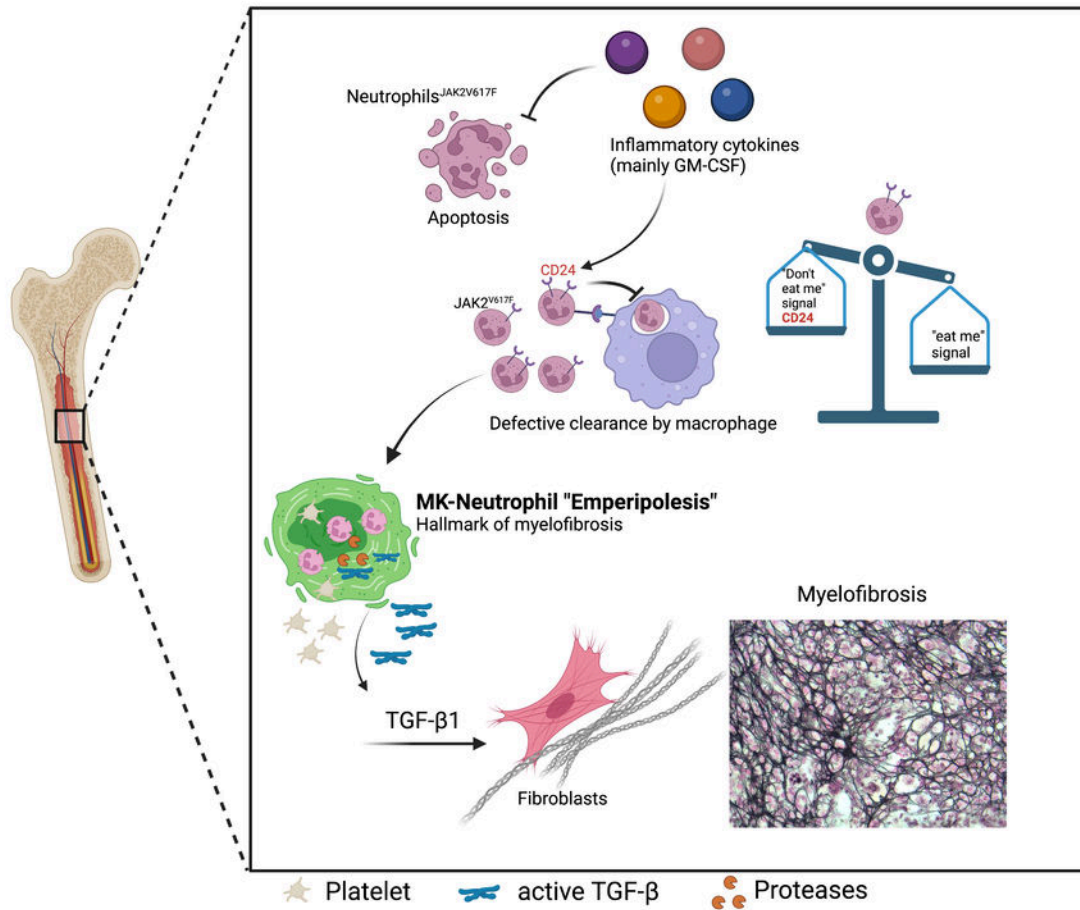 Neutrophils^JAK2V617F
Apoptosis
Inflammatory cytokines
(mainly GM-CSF)
CD24
JAK2^V617F
Defective clearance by macrophage
"Don't
eat me"
signal
CD24
"eat me"
signal
MK-Neutrophil "Emperipolesis"
Hallmark of myelofibrosis
Myelofibrosis
TGF-β1
Fibroblasts
Platelet
active TGF-β
Proteases